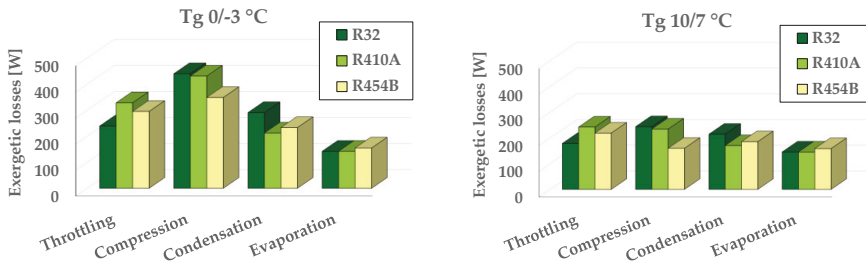 Tg 0/-3 °C
Exergetic losses [W]
500
400
300
200
100
0
R32
R410A
R454B
Throttling
Compression
Condensation
Evaporation
Tg 10/7 °C
Exergetic losses [W]
500
400
300
200
100
0
R32
R410A
R454B
Throttling
Compression
Condensation
Evaporation